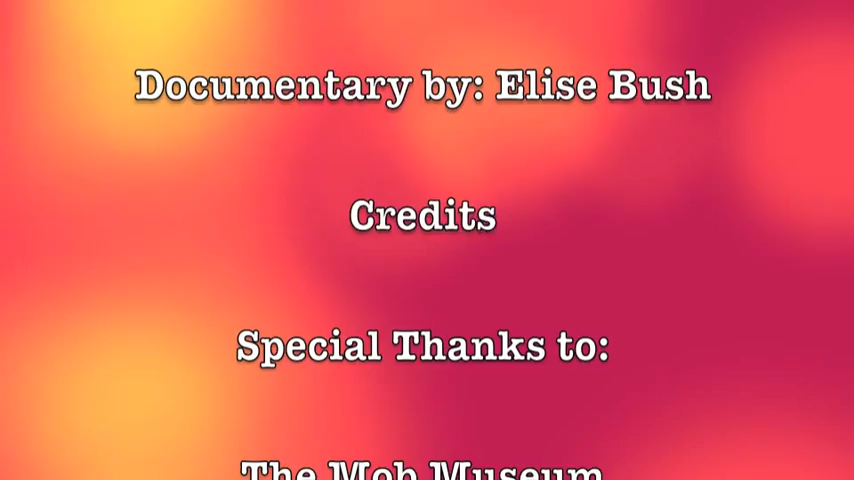 Documentary by: Elise Bush
Credits
Special Thanks to:
The Mob Museum